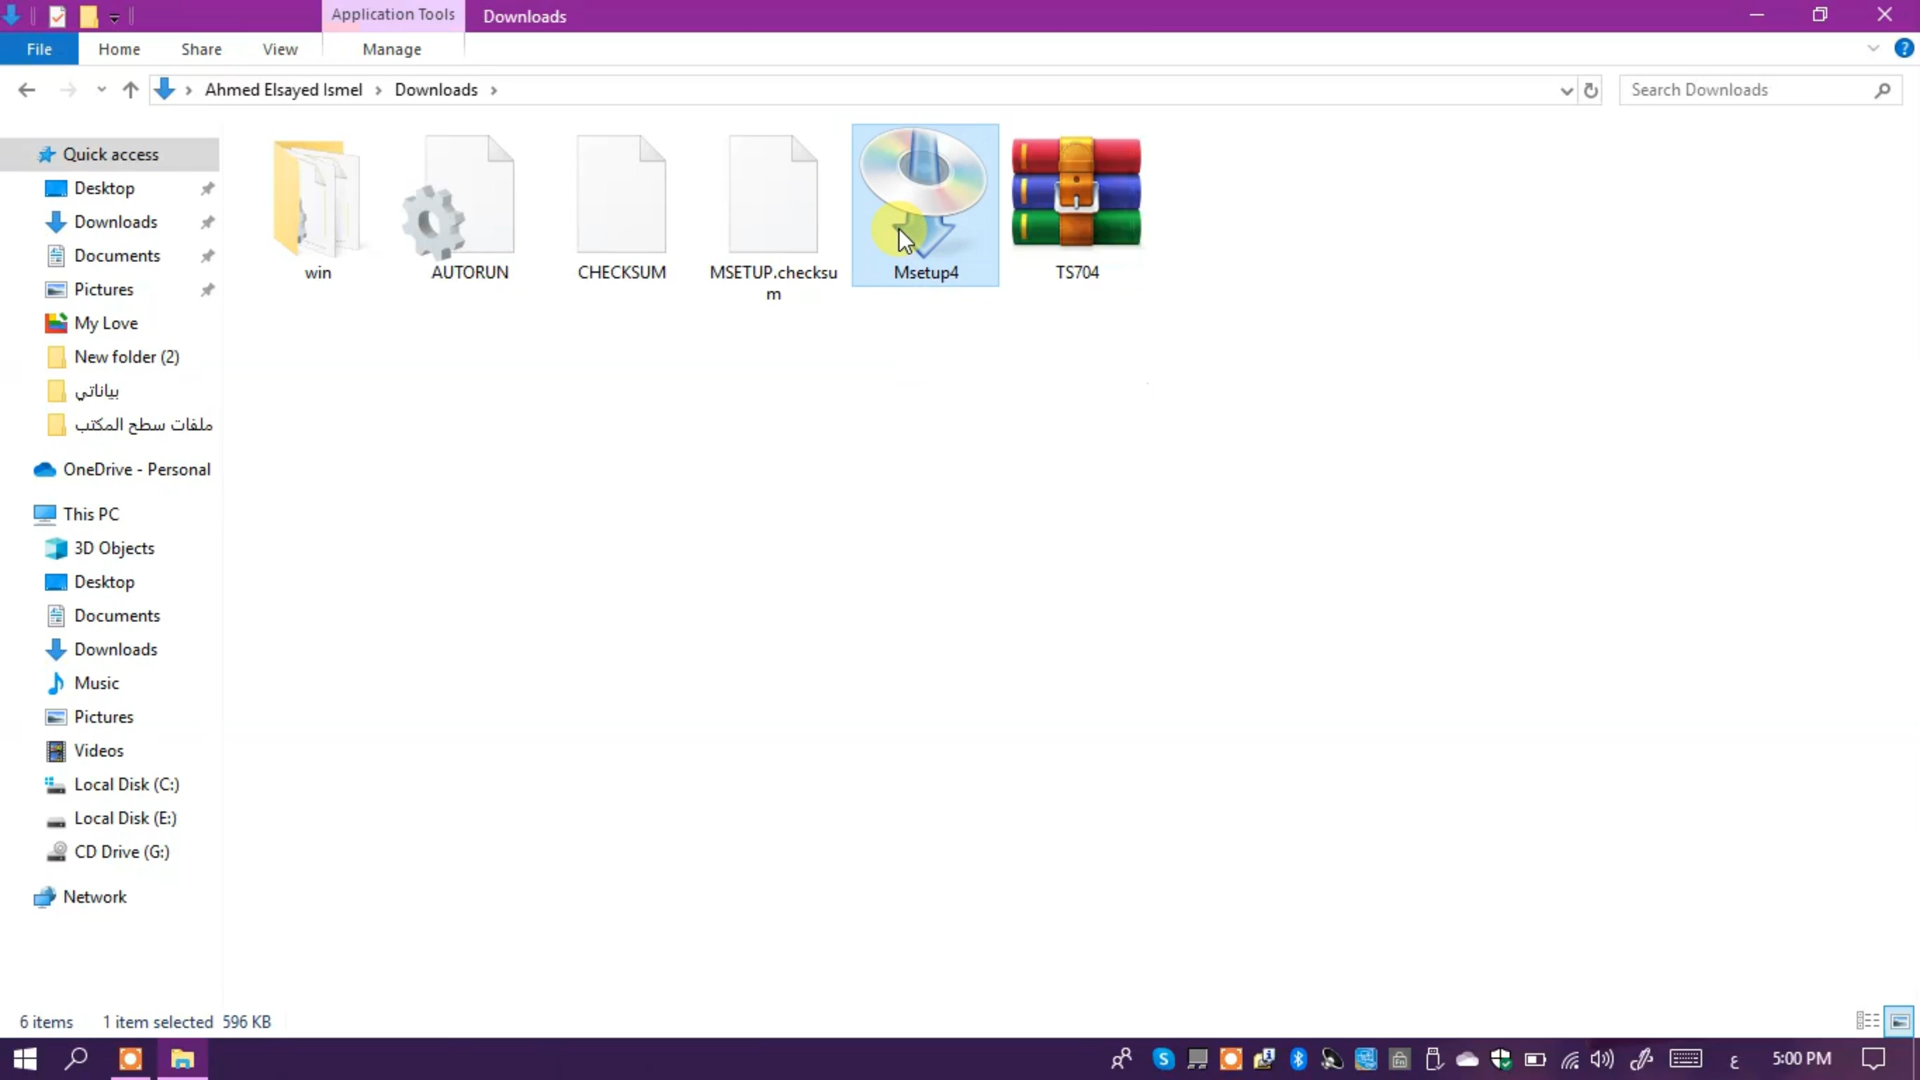 Application Tools
Downloads
File
Home
Share
View
Manage
Ahmed Elsayed Ismel
Downloads
Search Downloads
Quick access
Desktop
Downloads
Documents
Pictures
My Love
New folder (2)
بياناتي
ملفات سطح المكتب
OneDrive - Personal
This PC
3D Objects
Desktop
Documents
Downloads
Music
Pictures
Videos
Local Disk (C:)
Local Disk (E:)
CD Drive (G:)
Network
win
AUTORUN
CHECKSUM
MSETUP.checksu
m
Msetup4
TS704
6 items
1 item selected
596 KB
ع
5:00 PM